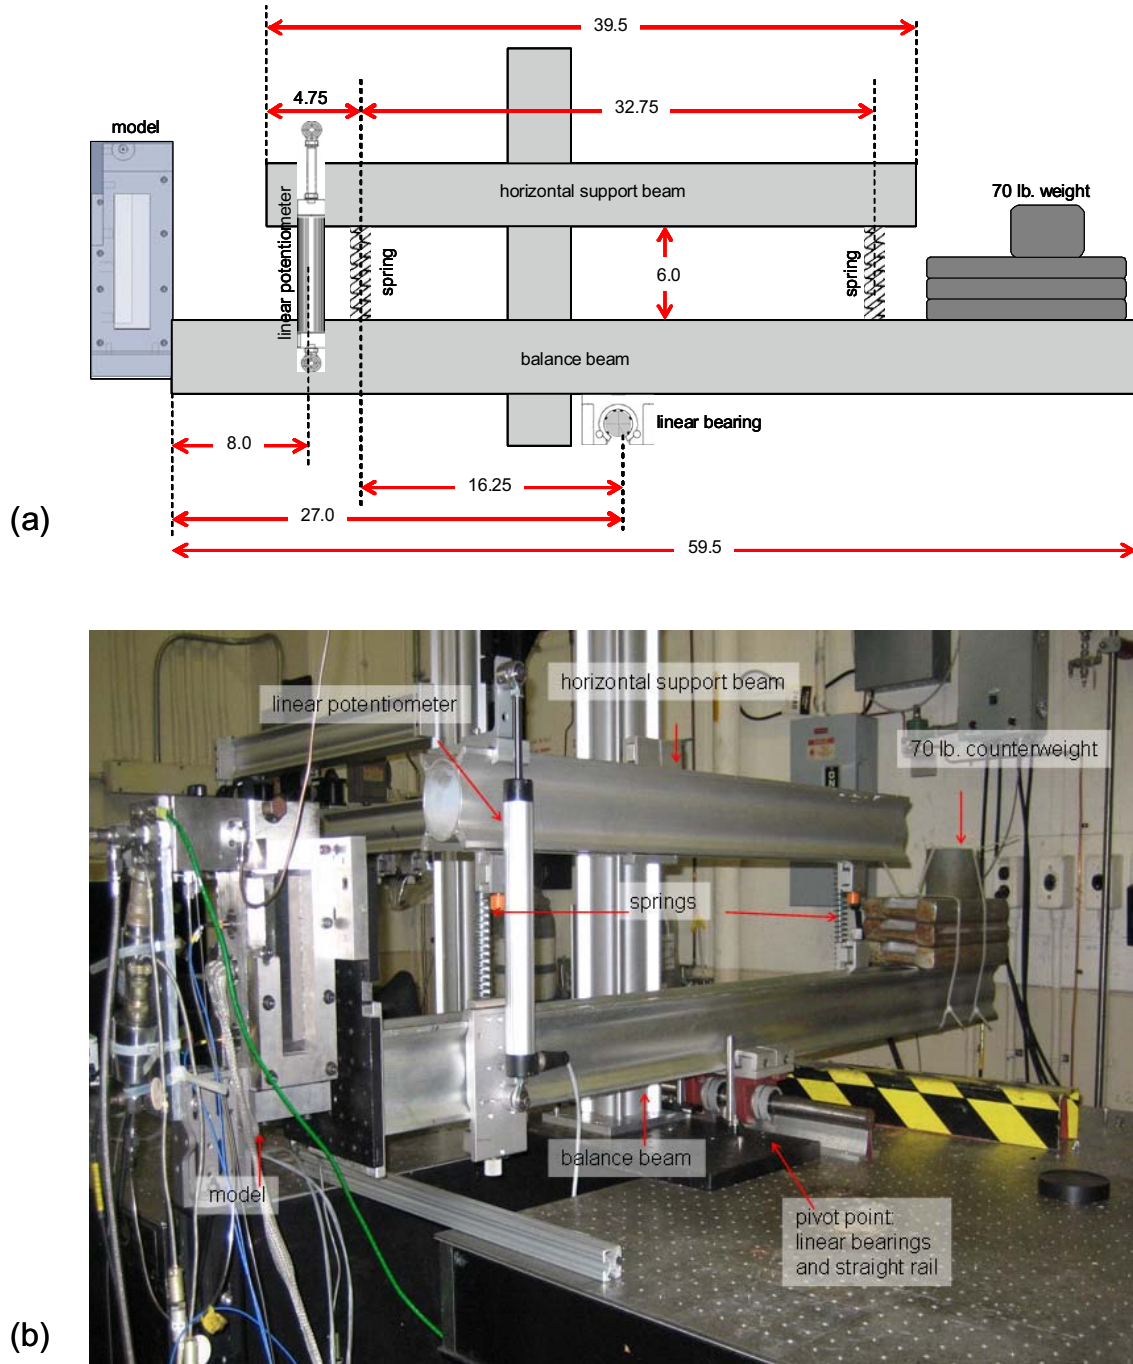 39.5
4.75
32.75
model
horizontal support beam
70 lb. weight
linear potentiometer
spring
6.0
spring
balance beam
linear bearing
8.0
16.25
27.0
59.5
(a)
linear potentiometer
horizontal support beam
70 lb. counterweight
springs
balance beam
model
pivot point:
linear bearings
and straight rail
(b)